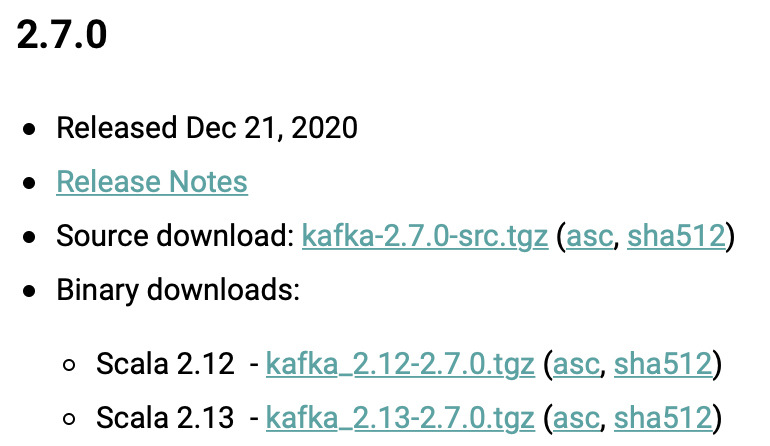 2.7.0
Released Dec 21, 2020
Release Notes
Source download: kafka-2.7.0-src.tgz (asc, sha512)
Binary downloads:
Scala 2.12 - kafka_2.12-2.7.0.tgz (asc, sha512)
Scala 2.13 - kafka_2.13-2.7.0.tgz (asc, sha512)